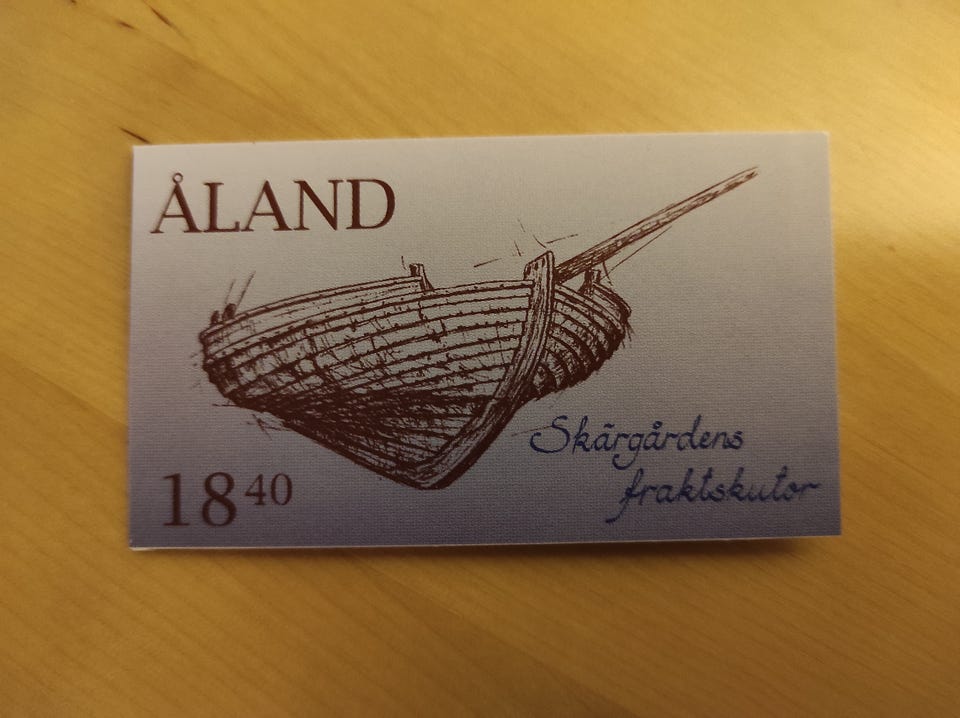 ÅLAND
Skärgårdens
fraktskutor
18 40